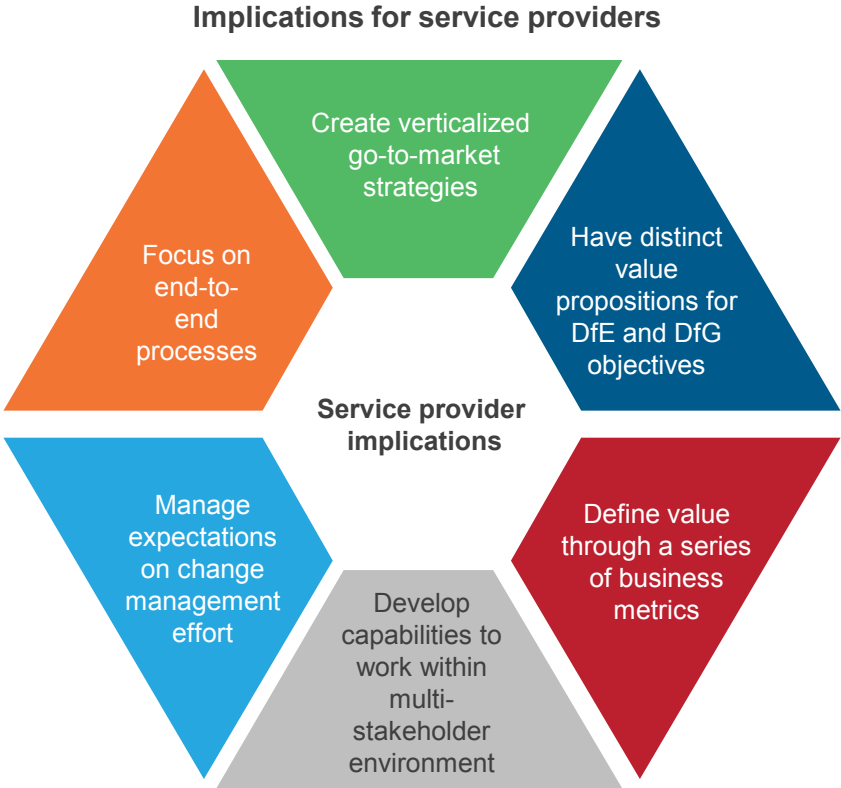 Implications for service providers
Create verticalized
go-to-market
strategies
Have distinct
value
propositions for
DfE and DfG
objectives
Define value
through a series
of business
metrics
Develop
capabilities to
work within
multi-
stakeholder
environment
Manage
expectations
on change
management
effort
Focus on
end-to-
end
processes
Service provider
implications